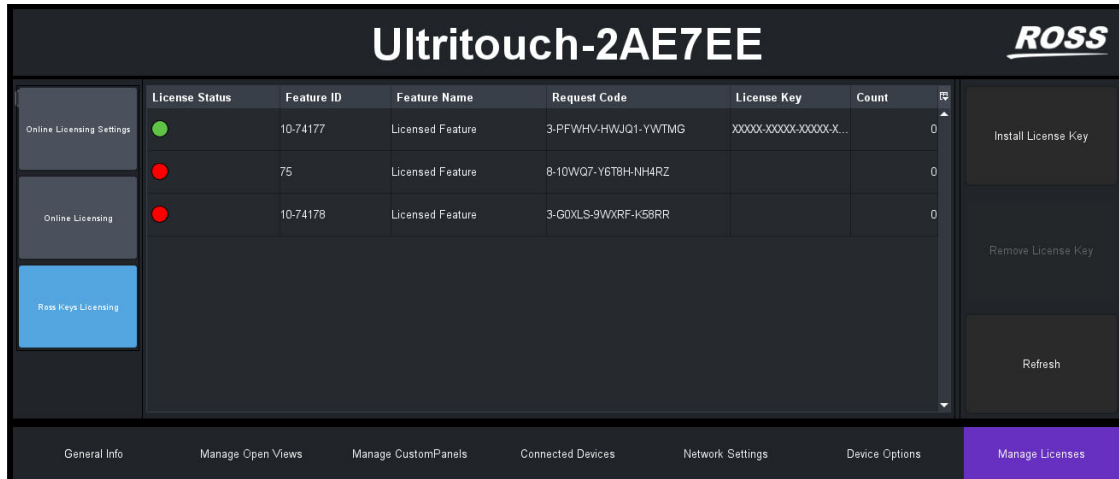 Ultritouch-2AE7EE
ROSS
Online Licensing Settings
Online Licensing
Ross Keys Licensing
License Status Feature ID Feature Name Request Code License Key Count
10-74177 Licensed Feature 3-PFWHV-HWJQ1-YWTMG XXXXX-XXXXX-XXXXX-X... 0
75 Licensed Feature 8-10WQ7-Y6T8H-NH4RZ 0
10-74178 Licensed Feature 3-G0XLS-9WXRF-K58RR 0
Install License Key
Remove License Key
Refresh
General Info Manage Open Views Manage CustomPanels Connected Devices Network Settings Device Options Manage Licenses